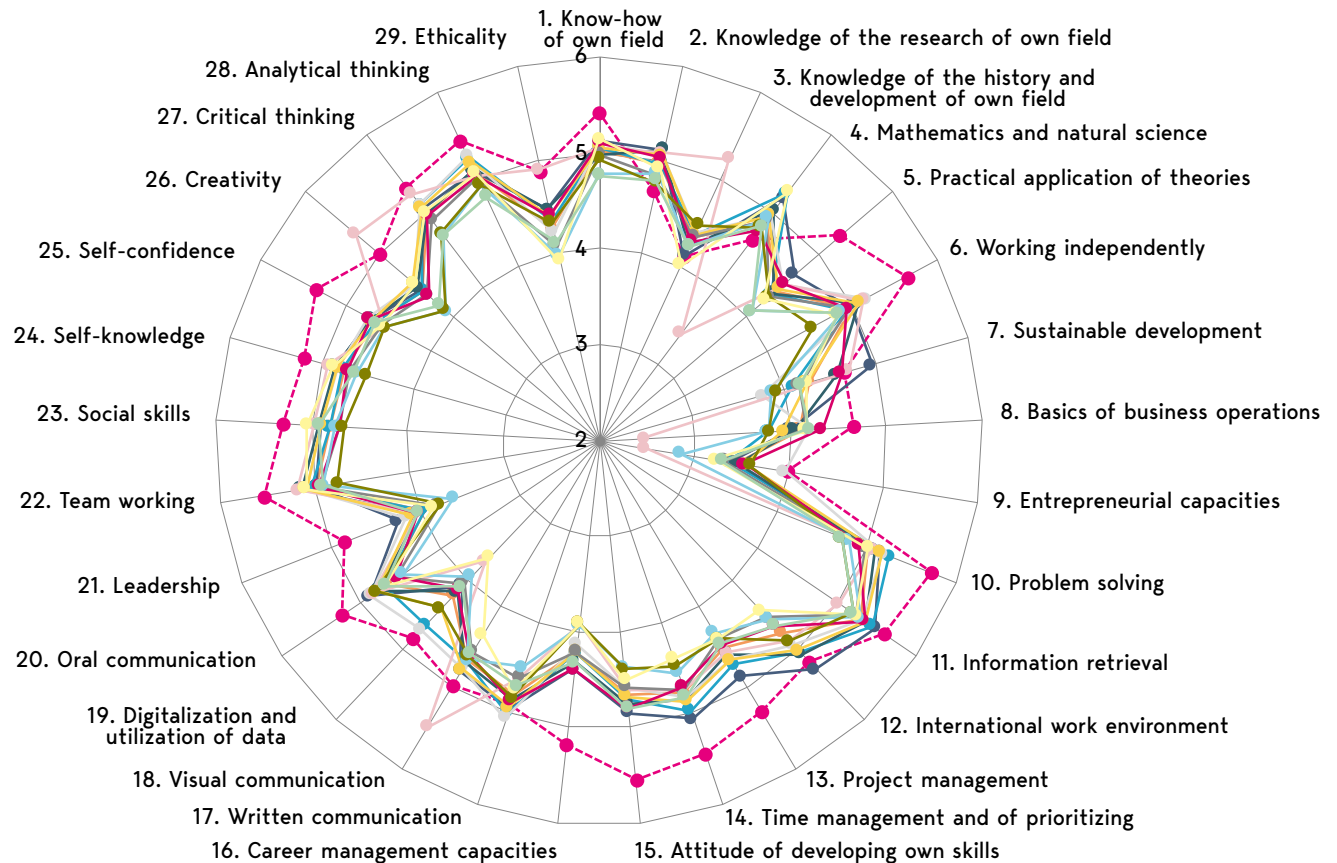 1. Know-how
of own field
2. Knowledge of the research of own field
3. Knowledge of the history and
development of own field
4. Mathematics and natural science
5. Practical application of theories
6. Working independently
7. Sustainable development
8. Basics of business operations
9. Entrepreneurial capacities
10. Problem solving
11. Information retrieval
12. International work environment
13. Project management
14. Time management and of prioritizing
15. Attitude of developing own skills
16. Career management capacities
17. Written communication
18. Visual communication
19. Digitalization and
utilization of data
20. Oral communication
21. Leadership
22. Team working
23. Social skills
24. Self-knowledge
25. Self-confidence
26. Creativity
27. Critical thinking
28. Analytical thinking
29. Ethicality
6
5
4
3
2